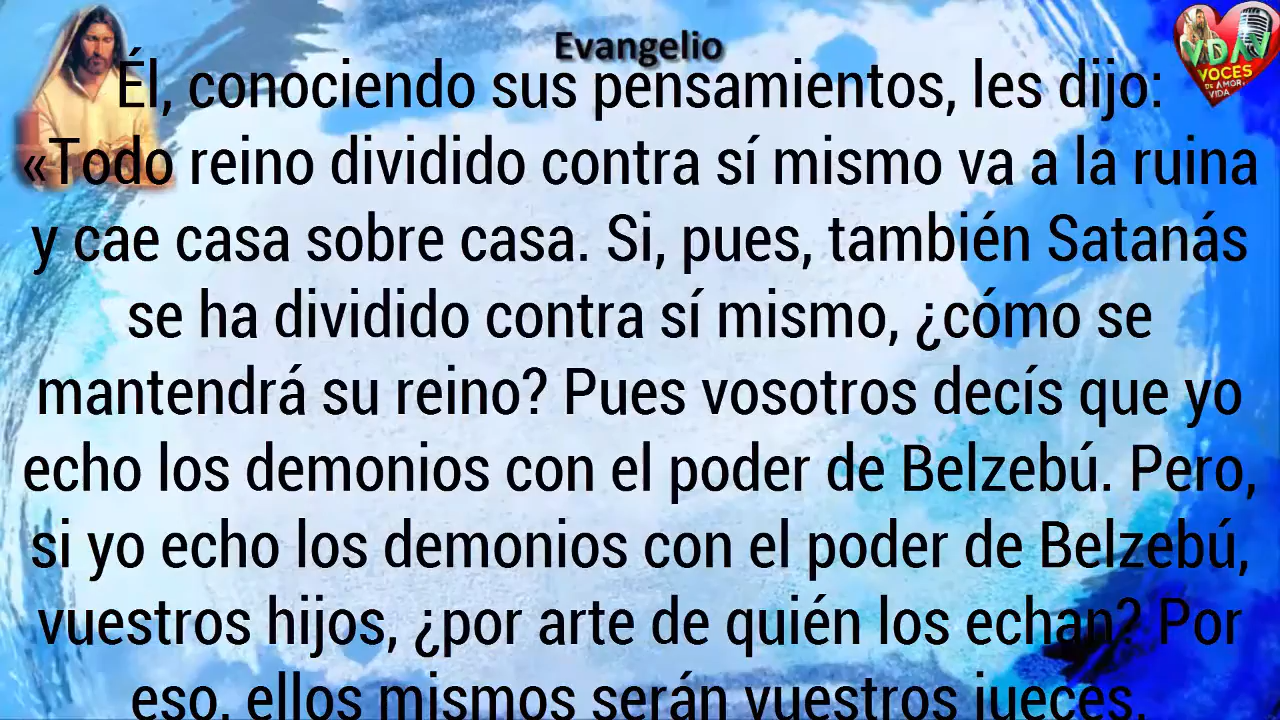 Evangelio
Él, conociendo sus pensamientos, les dijo:
«Todo reino dividido contra sí mismo va a la ruina
y cae casa sobre casa. Si, pues, también Satanás
se ha dividido contra sí mismo, ¿cómo se
mantendrá su reino? Pues vosotros decís que yo
echo los demonios con el poder de Belzebú. Pero,
si yo echo los demonios con el poder de Belzebú,
vuestros hijos, ¿por arte de quién los echan? Por
eso, ellos mismos serán vuestros jueces.
VDAV
VOCES
DE AMOR,
VIDA